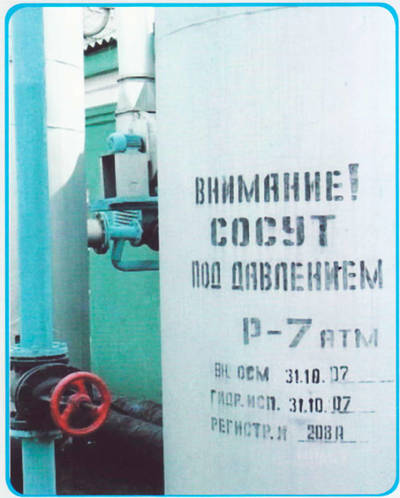 ВНИМАНИЕ!
СОСУТ
ПОД ДАВЛЕНИЕМ
Р-7 АТМ
ВН. ОСМ 31.10.07
ГИДР. ИСП. 31.10.07
РЕГИСТР. И 208А